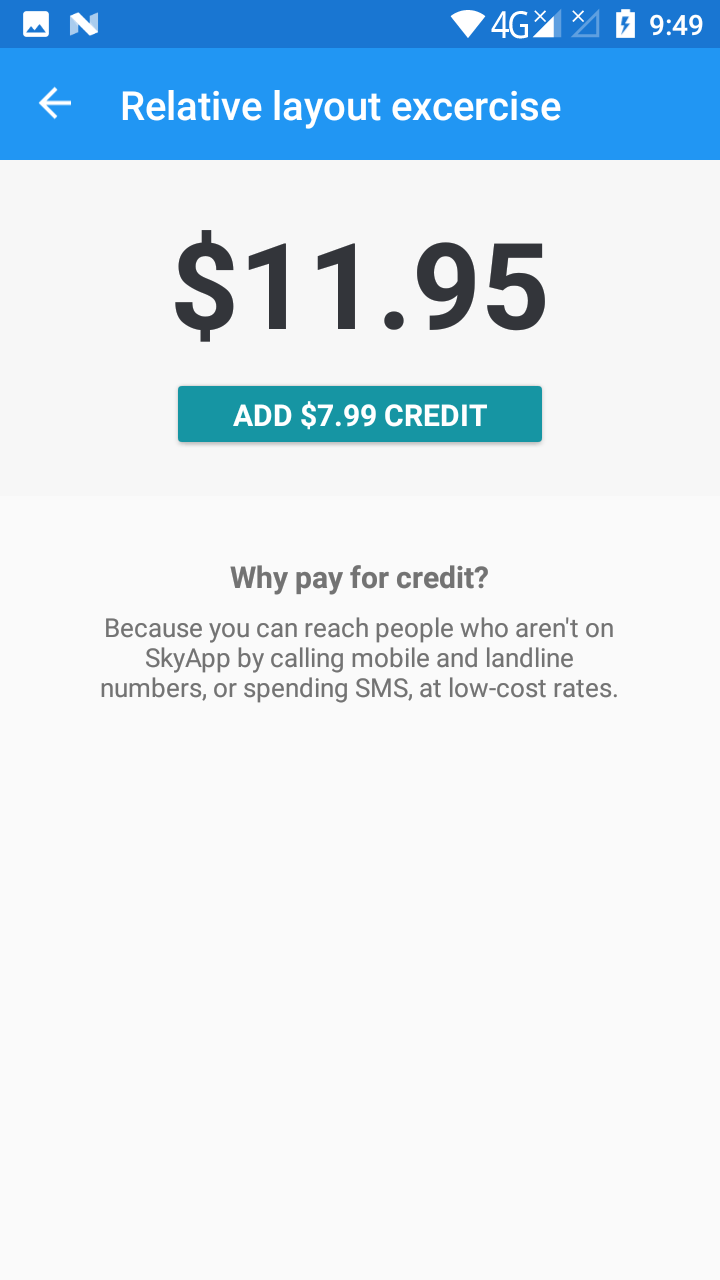 4G 9:49
Relative layout excercise
$11.95
ADD $7.99 CREDIT
Why pay for credit?
Because you can reach people who aren't on
SkyApp by calling mobile and landline
numbers, or spending SMS, at low-cost rates.